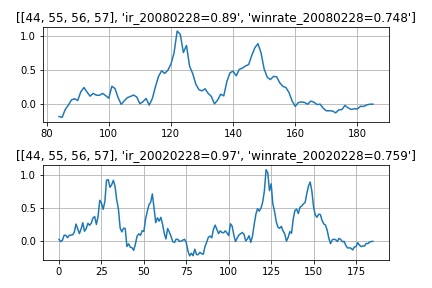 [[44, 55, 56, 57], 'ir_20080228=0.89', 'winrate_20080228=0.748']
1.0
0.5
0.0
80 100 120 140 160 180
[[44, 55, 56, 57], 'ir_20020228=0.97', 'winrate_20020228=0.759']
1.0
0.5
0.0
0 25 50 75 100 125 150 175